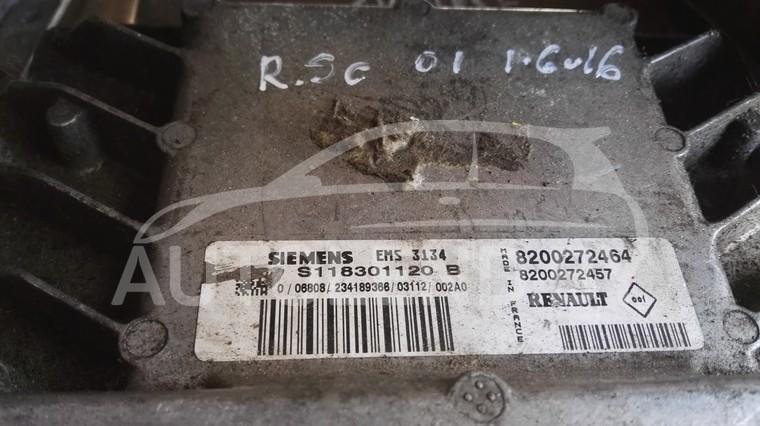 R.Sc 01 1.6v16
SIEMENS EMS 3134
S118301120 B
0/06808/234189366/03112/002A0
MADE IN FRANCE
8200272464
8200272457
RENAULT
001